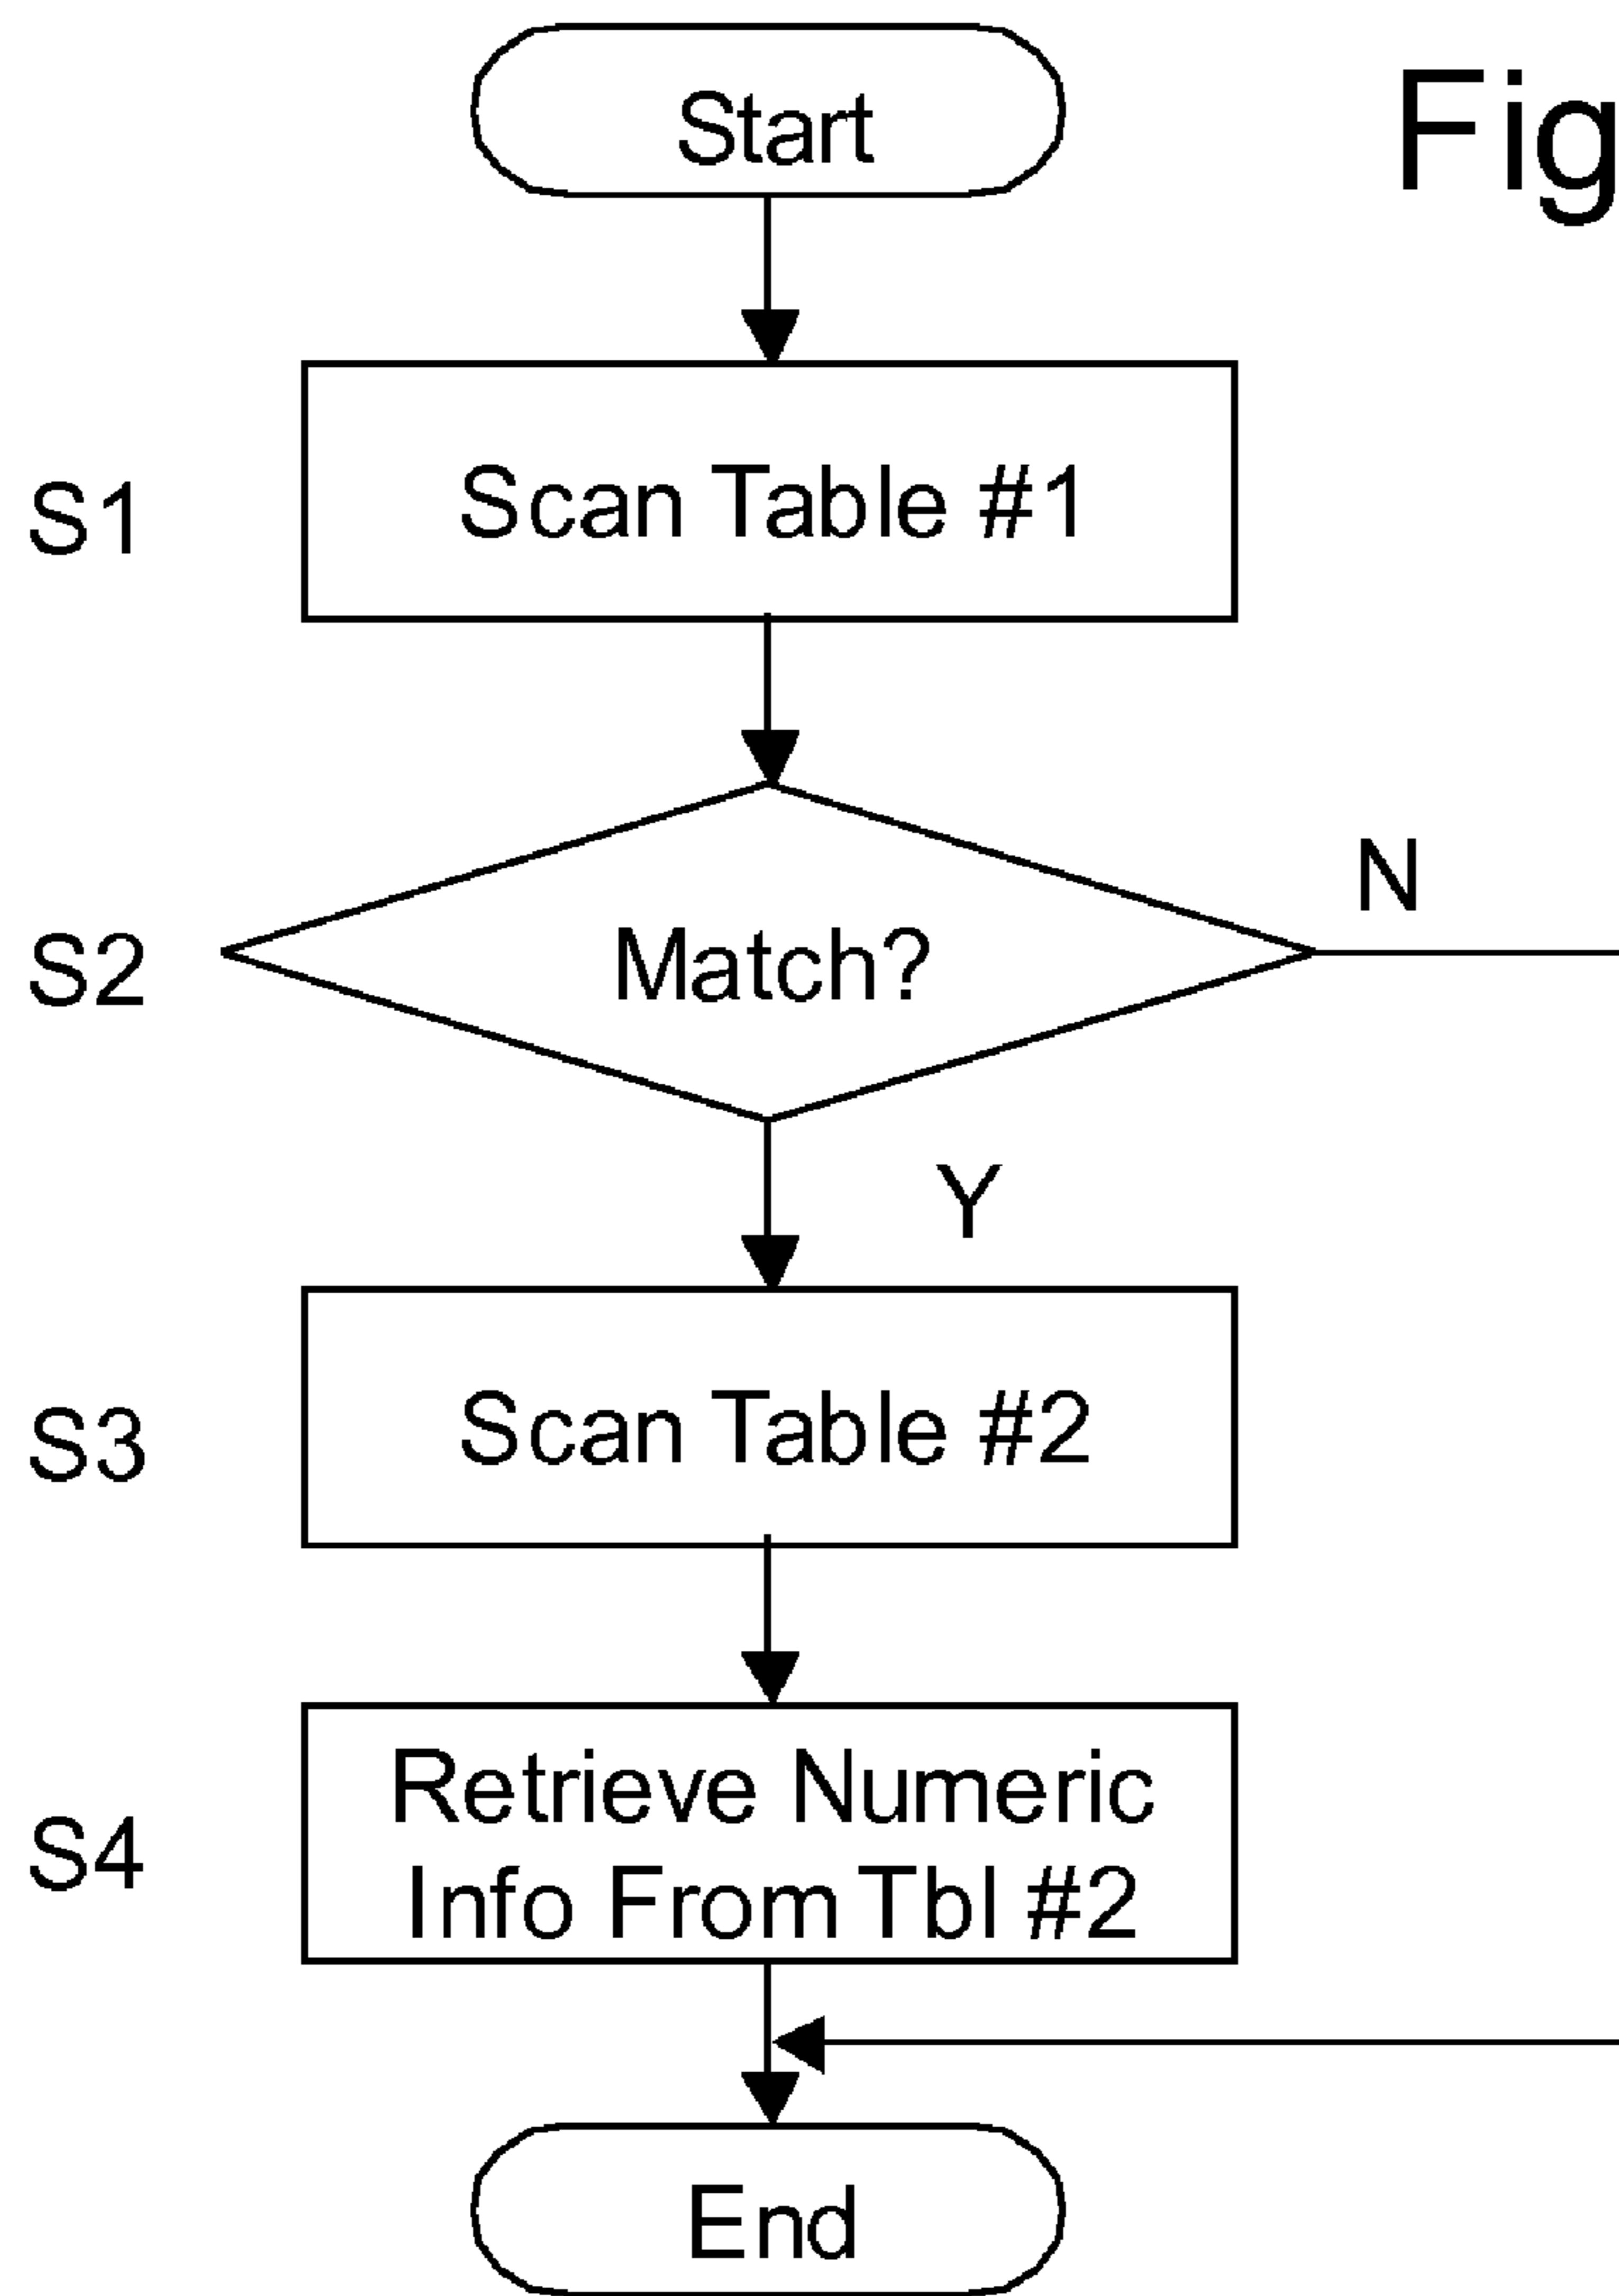 Start
Fig
S1
Scan Table #1
S2
Match?
N
Y
S3
Scan Table #2
S4
Retrieve Numeric
Info From Tbl #2
End